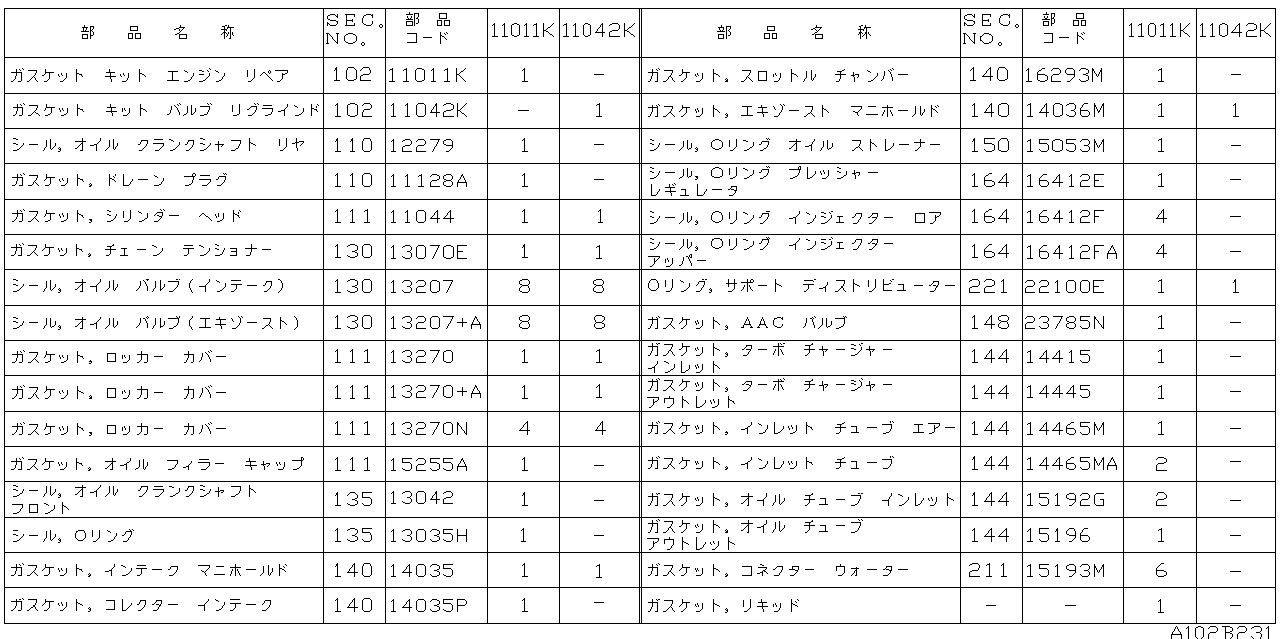 部 品 名 称 SEC. NO. 部 品 コード 11011K 11042K 部 品 名 称 SEC. NO. 部 品 コード 11011K 11042K
ガスケット キット エンジン リペア 102 11011K 1 - ガスケット, スロットル チャンバー 140 16293M 1 -
ガスケット キット バルブ リグラインド 102 11042K - 1 ガスケット, エキゾースト マニホールド 140 14036M 1 1
シール, オイル クランクシャフト リヤ 110 12279 1 - シール, Oリング オイル ストレーナー 150 15053M 1 -
ガスケット, ドレーン プラグ 110 11128A 1 - シール, Oリング プレッシャー レギュレータ 164 16412E 1 -
ガスケット, シリンダー ヘッド 111 11044 1 1 シール, Oリング インジェクター ロア 164 16412F 4 -
ガスケット, チェーン テンショナー 130 13070E 1 1 シール, Oリング インジェクター アッパー 164 16412FA 4 -
シール, オイル バルブ(インテーク) 130 13207 8 8 Oリング, サポート ディストリビューター 221 22100E 1 1
シール, オイル バルブ(エキゾースト) 130 13207+A 8 8 ガスケット, AAC バルブ 148 23785N 1 -
ガスケット, ロッカー カバー 111 13270 1 1 ガスケット, ターボ チャージャー インレット 144 14415 1 -
ガスケット, ロッカー カバー 111 13270+A 1 1 ガスケット, ターボ チャージャー アウトレット 144 14445 1 -
ガスケット, ロッカー カバー 111 13270N 4 4 ガスケット, インレット チューブ エアー 144 14465M 1 -
ガスケット, オイル フィラー キャップ 111 15255A 1 - ガスケット, インレット チューブ 144 14465MA 2 -
シール, オイル クランクシャフト フロント 135 13042 1 - ガスケット, オイル チューブ インレット 144 15192G 2 -
シール, Oリング 135 13035H 1 - ガスケット, オイル チューブ アウトレット 144 15196 1 -
ガスケット, インテーク マニホールド 140 14035 1 1 ガスケット, コネクター ウォーター 211 15193M 6 -
ガスケット, コレクター インテーク 140 14035P 1 - ガスケット, リキッド - - 1 -
A102B231